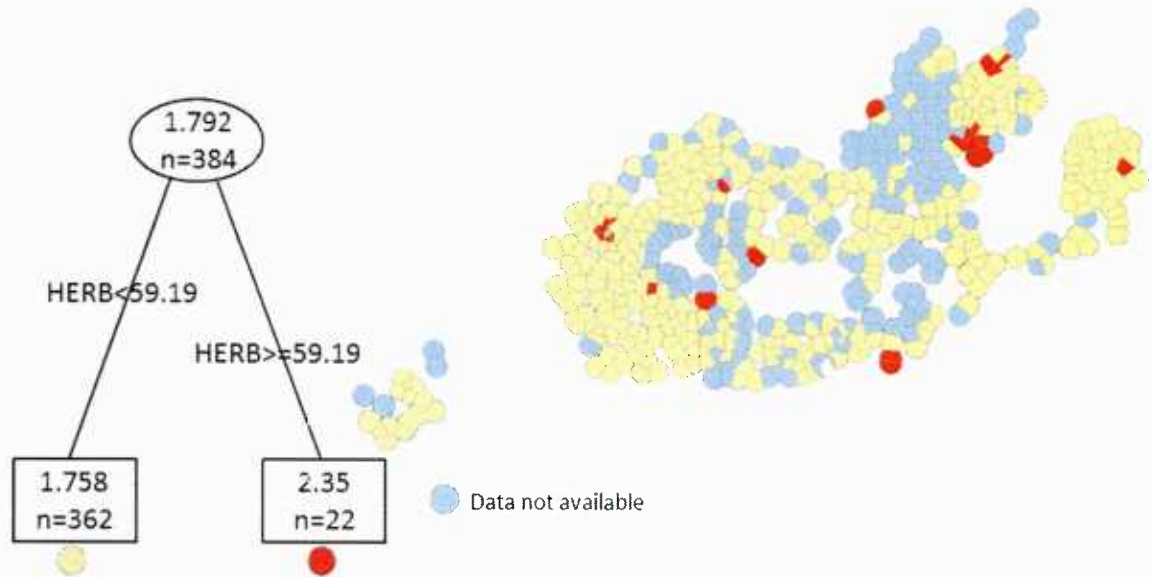 1.792
n=384
HERB<59.19
HERB>=59.19
1.758
n=362
2.35
n=22
Data not available